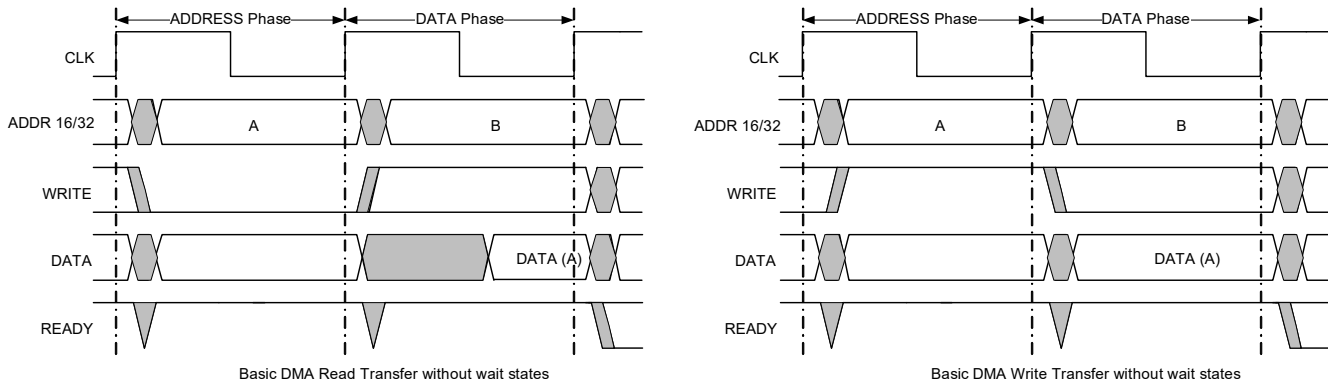 ADDRESS Phase
DATA Phase
CLK
ADDR 16/32
A
B
WRITE
DATA
DATA (A)
READY
Basic DMA Read Transfer without wait states
ADDRESS Phase
DATA Phase
CLK
ADDR 16/32
A
B
WRITE
DATA
DATA (A)
READY
Basic DMA Write Transfer without wait states